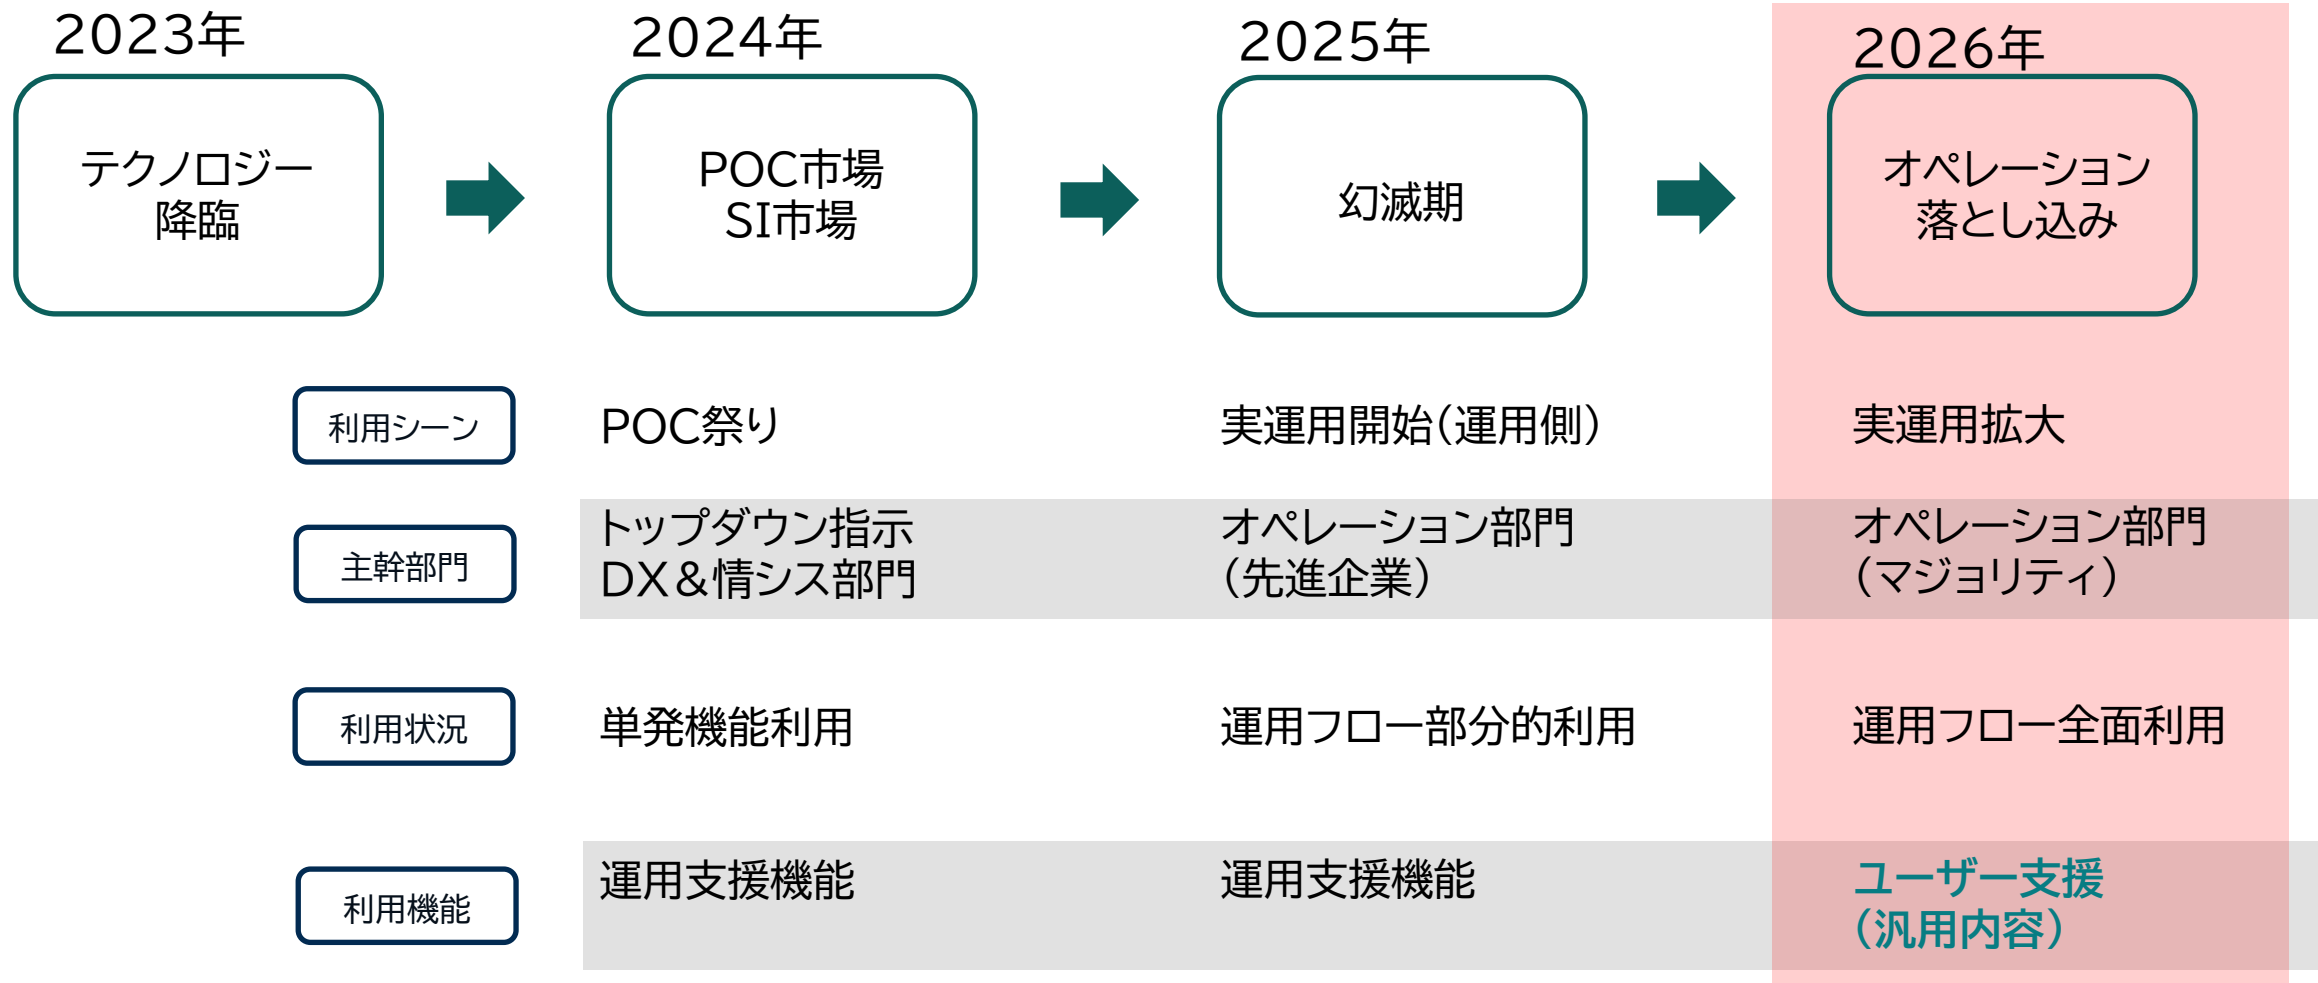 2023年
2024年
2025年
2026年
テクノロジー
降臨
POC市場
SI市場
幻滅期
オペレーション
落とし込み
利用シーン
POC祭り
実運用開始(運用側)
実運用拡大
主幹部門
トップダウン指示
DX&情シス部門
オペレーション部門
(先進企業)
オペレーション部門
(マジョリティ)
利用状況
単発機能利用
運用フロー部分的利用
運用フロー全面利用
利用機能
運用支援機能
運用支援機能
ユーザー支援
(汎用内容)